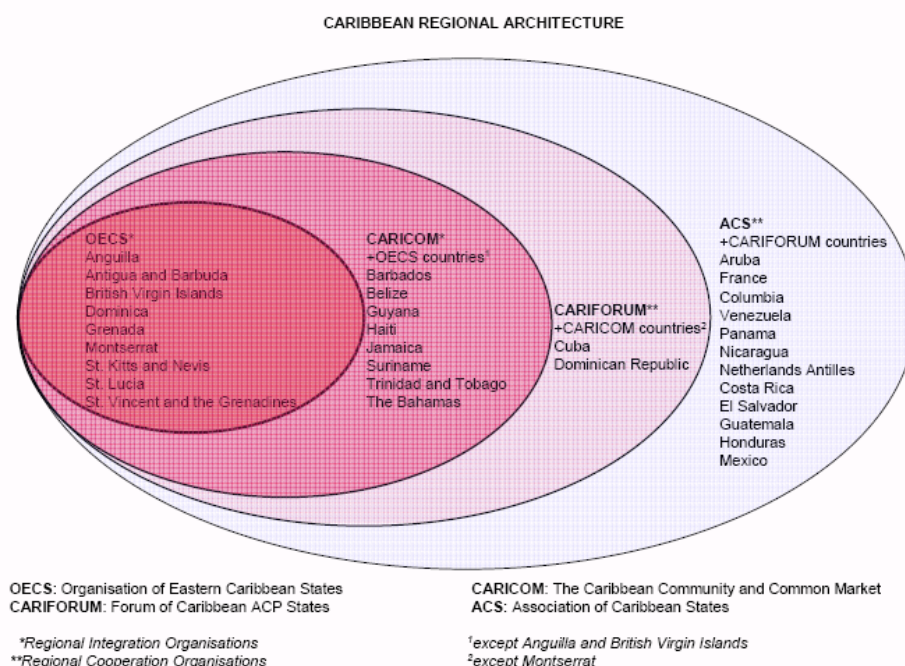 CARIBBEAN REGIONAL ARCHITECTURE
OECS*
Anguilla
Antigua and Barbuda
British Virgin Islands
Dominica
Grenada
Montserrat
St. Kitts and Nevis
St. Lucia
St. Vincent and the Grenadines
CARICOM*
+OECS countries¹
Barbados
Belize
Guyana
Haiti
Jamaica
Suriname
Trinidad and Tobago
The Bahamas
CARIFORUM**
+CARICOM countries²
Cuba
Dominican Republic
ACS**
+CARIFORUM countries
Aruba
France
Columbia
Venezuela
Panama
Nicaragua
Netherlands Antilles
Costa Rica
El Salvador
Guatemala
Honduras
Mexico
OECS: Organisation of Eastern Caribbean States
CARIFORUM: Forum of Caribbean ACP States
CARICOM: The Caribbean Community and Common Market
ACS: Association of Caribbean States
*Regional Integration Organisations
**Regional Cooperation Organisations
¹except Anguilla and British Virgin Islands
²except Montserrat